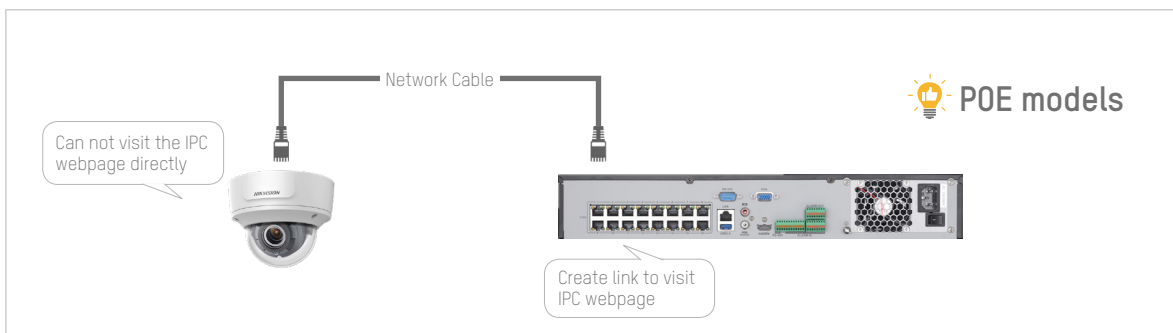 Network Cable
POE models
Can not visit the IPC
webpage directly
HIKVISION
Create link to visit
IPC webpage